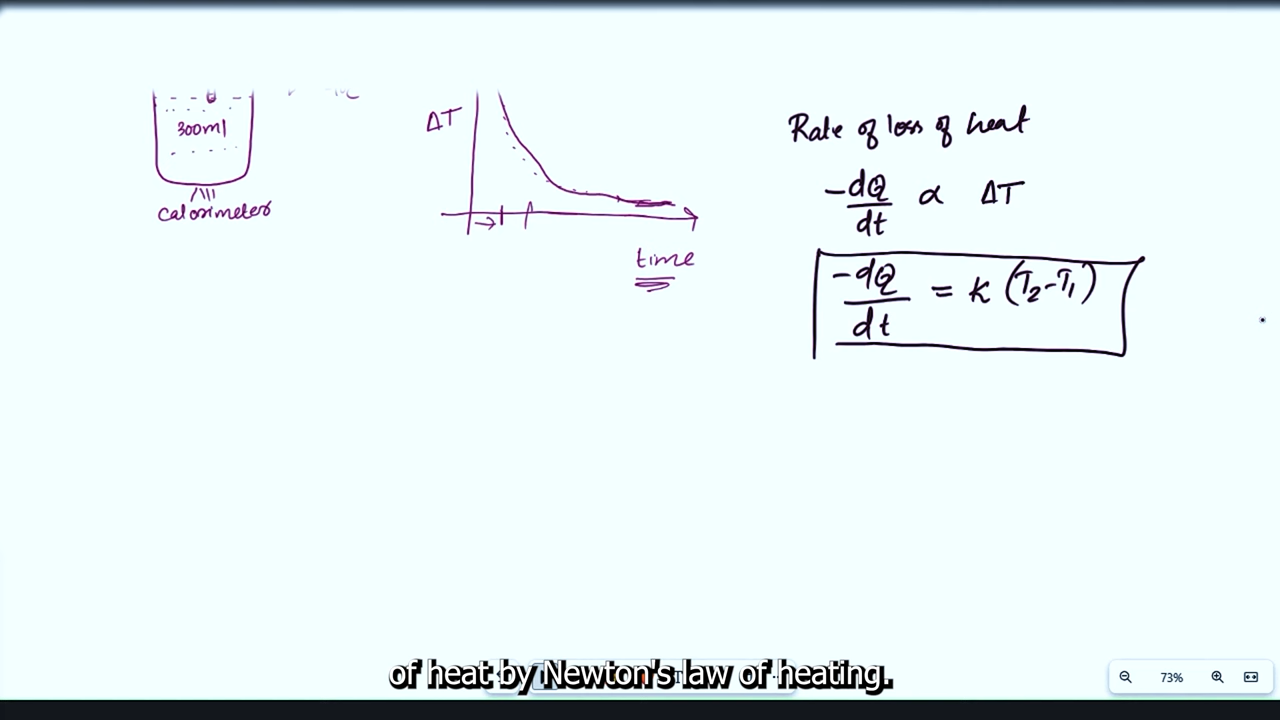 300ml
Calorimeter
ΔT
time
Rate of loss of heat
-dQ/dt ∝ ΔT
-dQ/dt = K (T₂-T₁)
of heat by Newton's law of heating.
73%